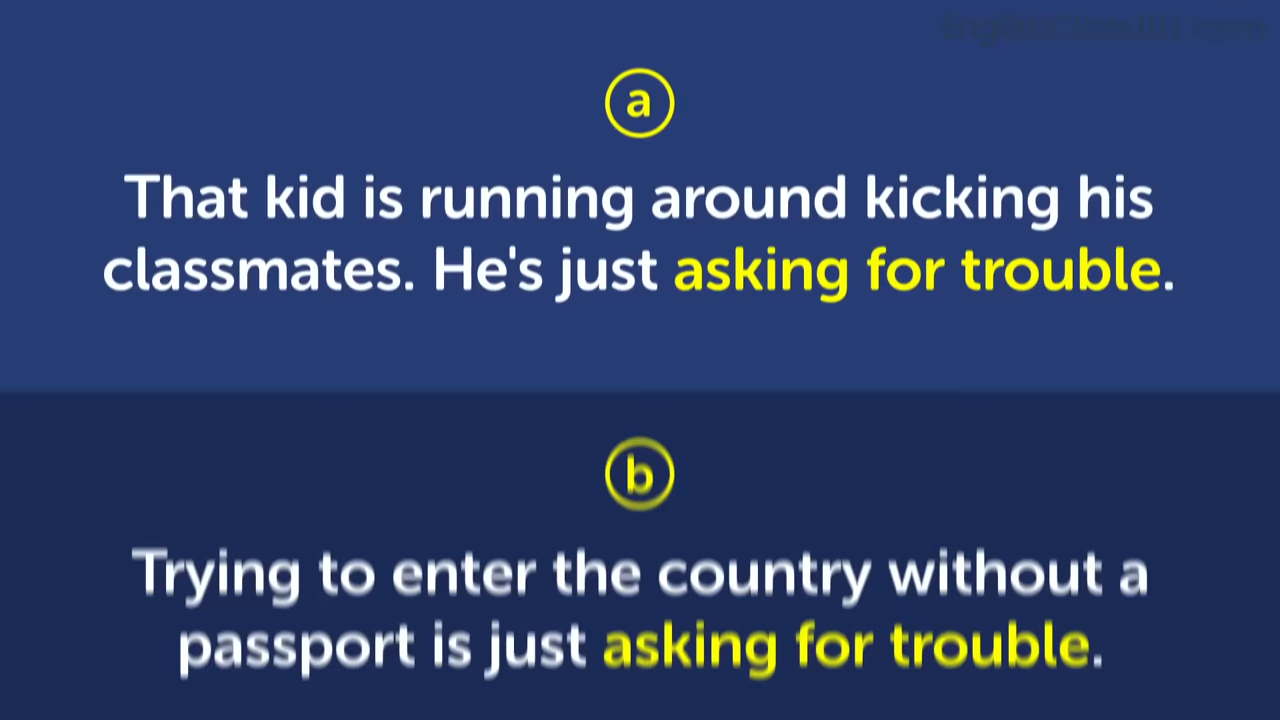 a
That kid is running around kicking his
classmates. He's just asking for trouble.
b
Trying to enter the country without a
passport is just asking for trouble.